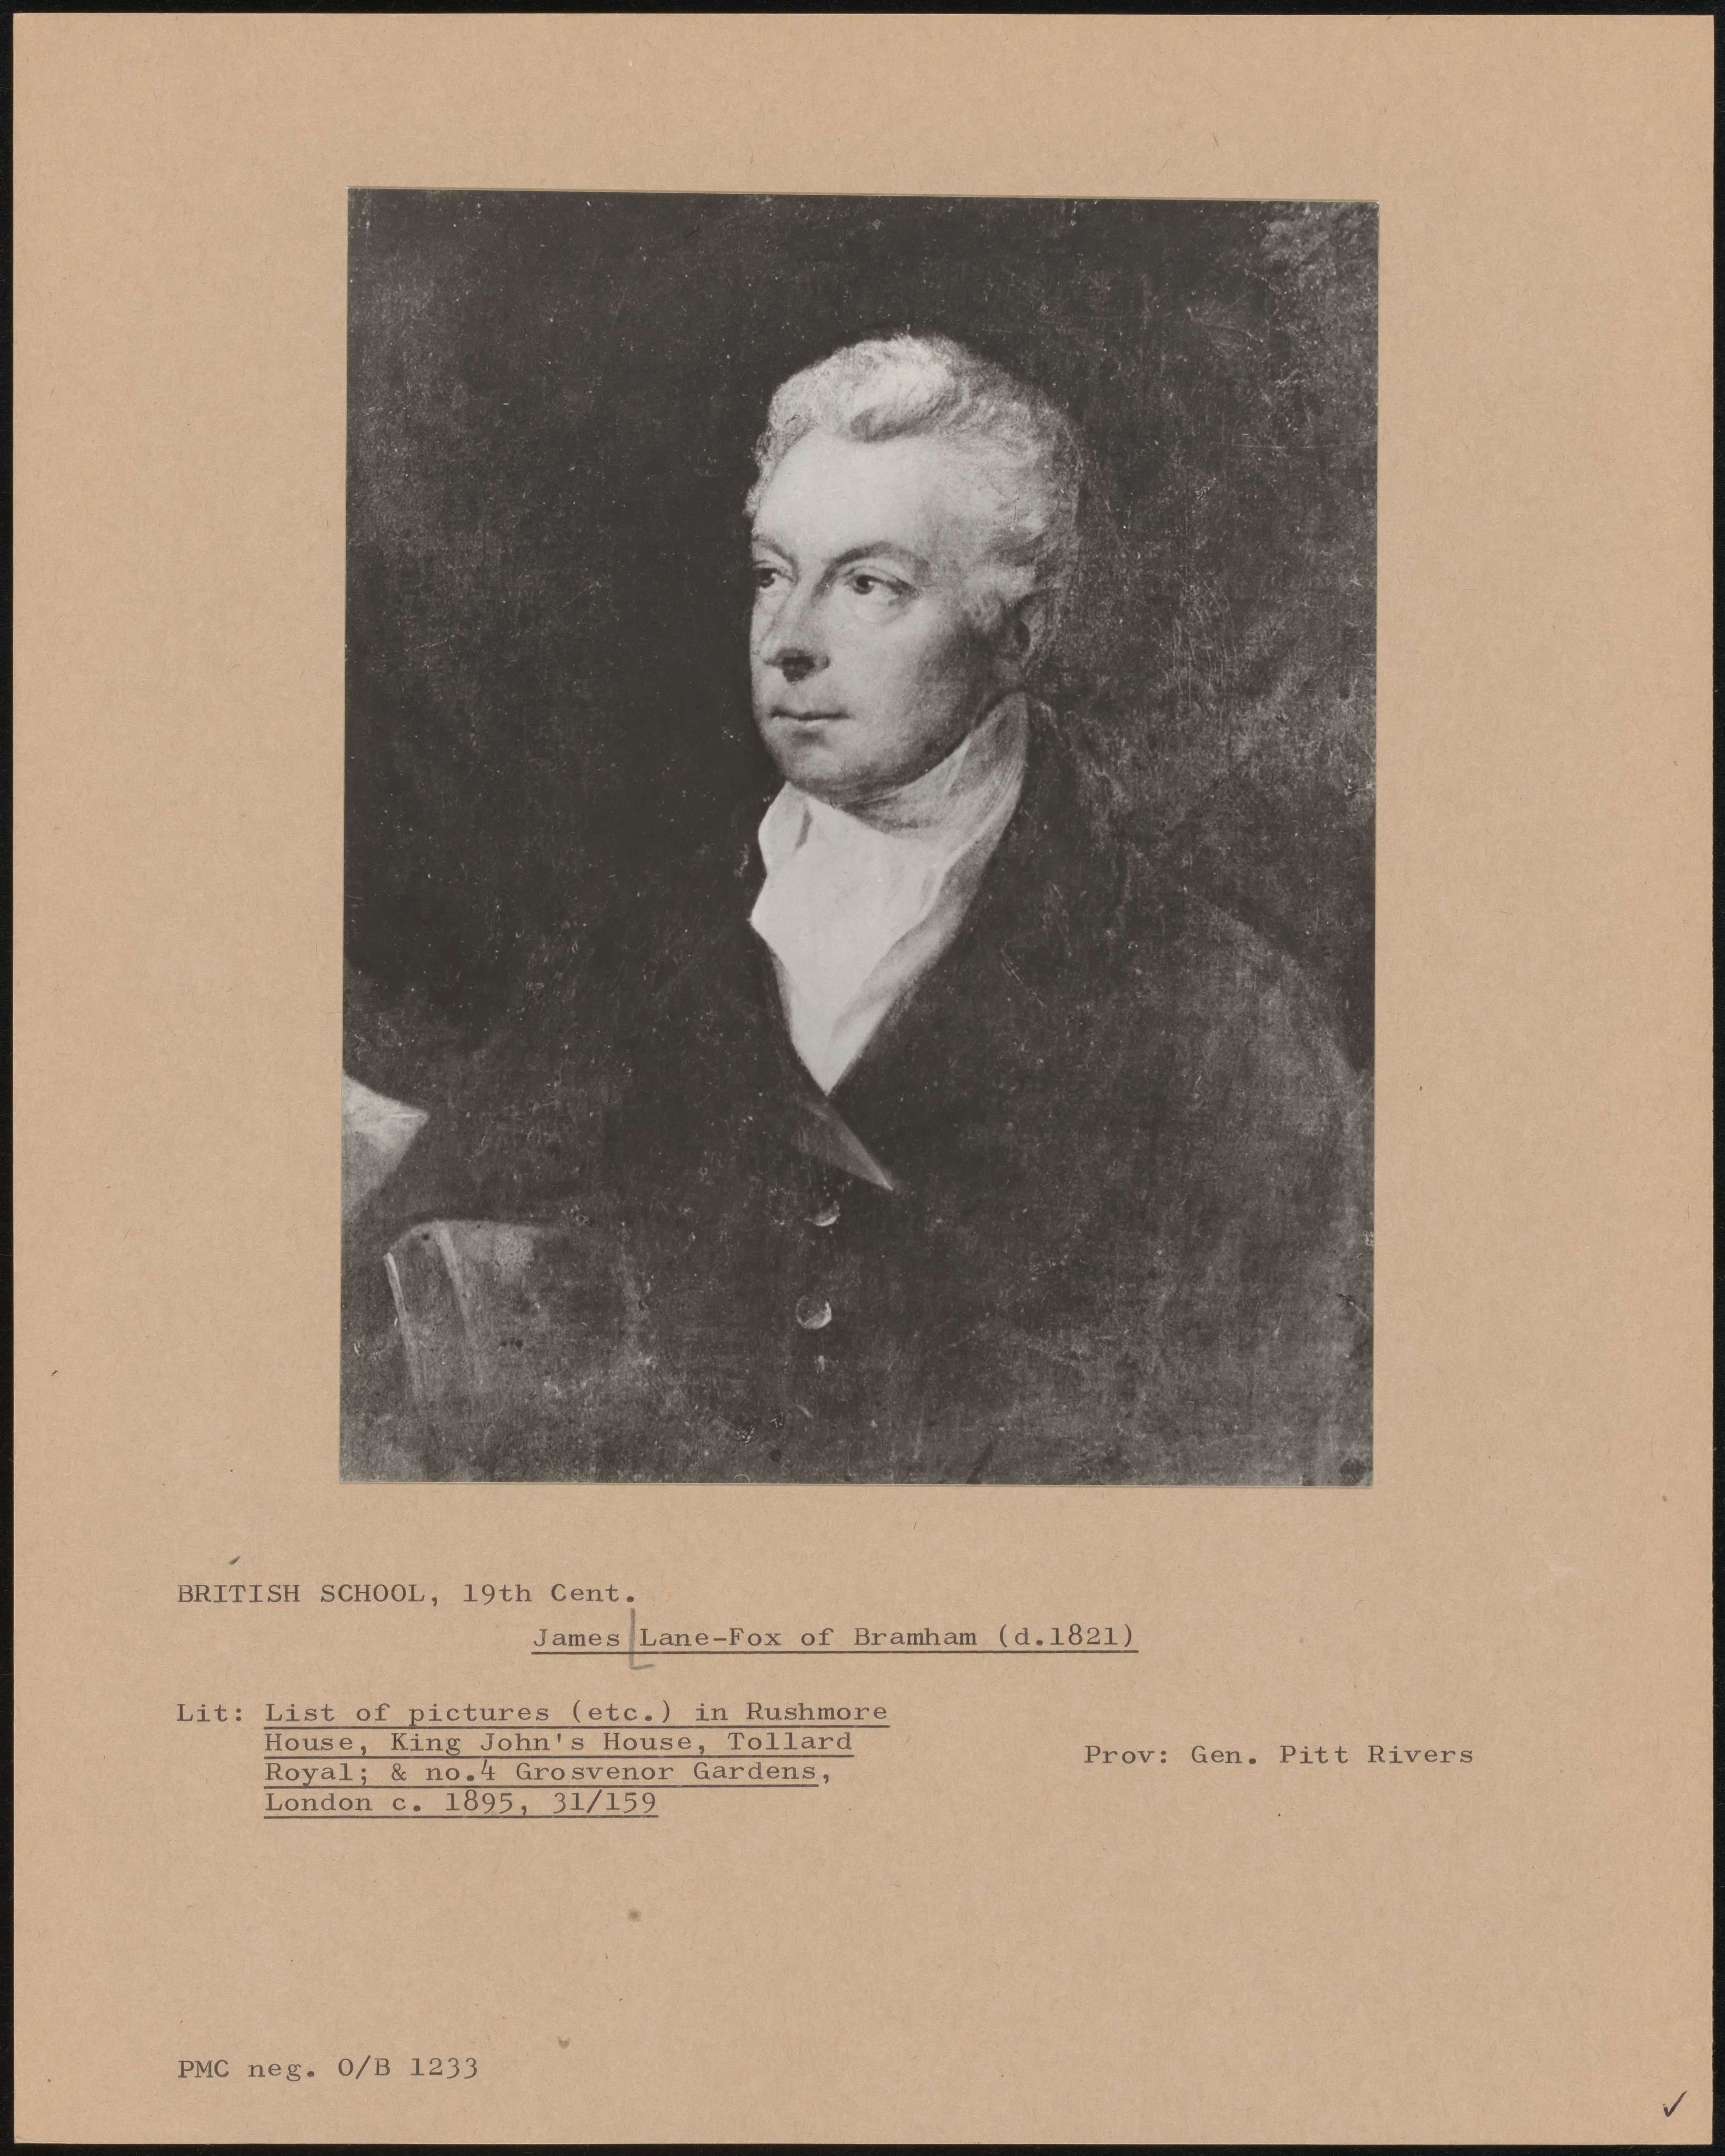 BRITISH SCHOOL, 19th Cent.
James Lane-Fox of Bramham (d.1821)
Lit: List of pictures (etc.) in Rushmore
House, King John's House, Tollard
Royal; & no.4 Grosvenor Gardens,
London c. 1895, 31/159
Prov: Gen. Pitt Rivers
PMC neg. O/B 1233